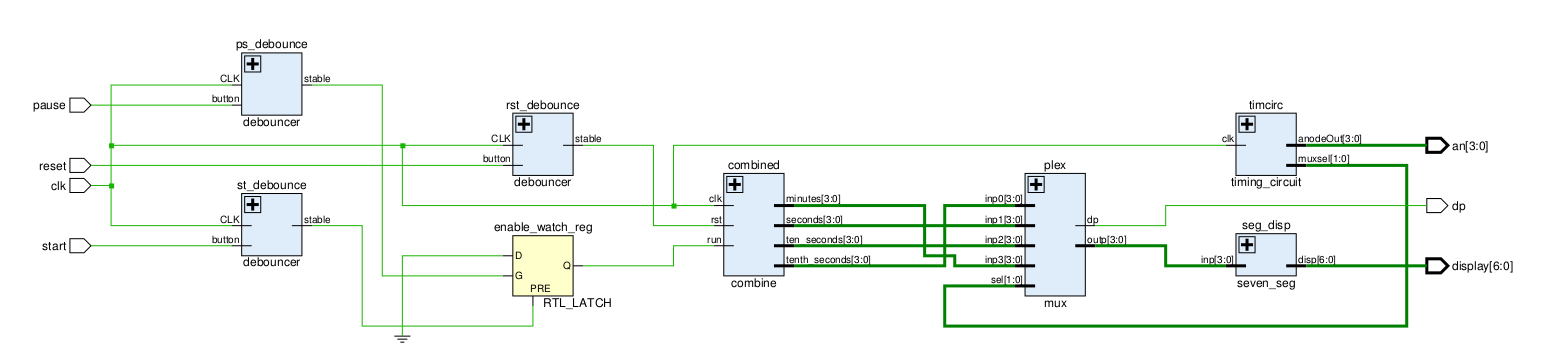 ps_debounce
CLK
button
stable
debouncer
pause
reset
clk
start
st_debounce
CLK
button
stable
debouncer
rst_debounce
CLK
button
stable
debouncer
enable_watch_reg
D
G
PRE
Q
RTL_LATCH
combined
clk
rst
run
minutes[3:0]
seconds[3:0]
ten_seconds[3:0]
tenth_seconds[3:0]
combine
plex
inp0[3:0]
inp1[3:0]
inp2[3:0]
inp3[3:0]
sel[1:0]
dp
outp[3:0]
mux
timcirc
clk
anodeOut[3:0]
muxsel[1:0]
timing_circuit
seg_disp
inp[3:0]
disp[6:0]
seven_seg
an[3:0]
dp
display[6:0]